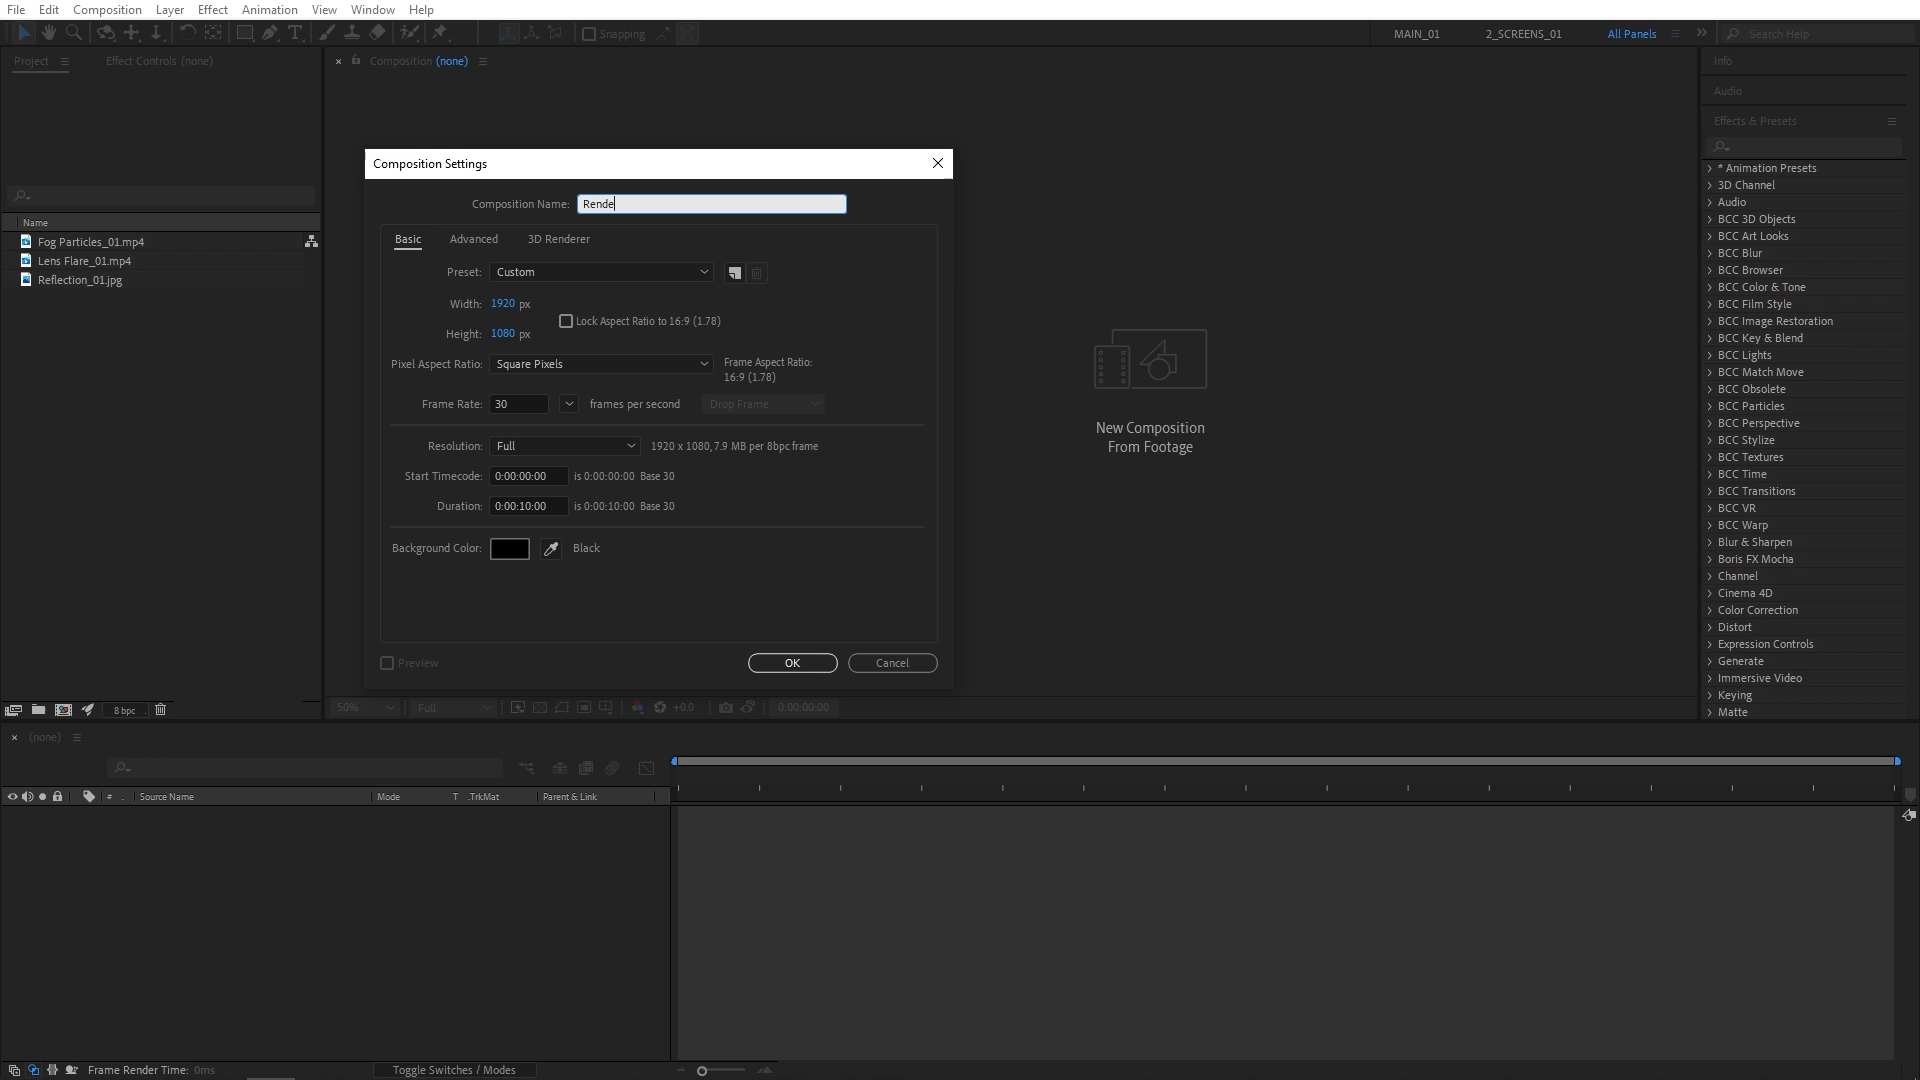 File Edit Composition Layer Effect Animation View Window Help
Snapping MAIN_01 2_SCREENS_01 All Panels Search Help
Project Effect Controls (none) Composition (none) Info
Audio
Effects & Presets
Composition Settings
Composition Name: Rende
Basic Advanced 3D Renderer
Preset: Custom
Width: 1920 px
Lock Aspect Ratio to 16:9 (1.78)
Height: 1080 px
Pixel Aspect Ratio: Square Pixels Frame Aspect Ratio:
16:9 (1.78)
Frame Rate: 30 frames per second Drop Frame
Resolution: Full 1920 x 1080, 7.9 MB per 8bpc frame
Start Timecode: 0:00:00:00 is 0:00:00:00 Base 30
Duration: 0:00:10:00 is 0:00:10:00 Base 30
Background Color: Black
Preview OK Cancel
Name
Fog Particles_01.mp4
Lens Flare_01.mp4
Reflection_01.jpg
New Composition
From Footage
* Animation Presets
3D Channel
Audio
BCC 3D Objects
BCC Art Looks
BCC Blur
BCC Browser
BCC Color & Tone
BCC Film Style
BCC Image Restoration
BCC Key & Blend
BCC Lights
BCC Match Move
BCC Obsolete
BCC Particles
BCC Perspective
BCC Stylize
BCC Textures
BCC Time
BCC Transitions
BCC VR
BCC Warp
Blur & Sharpen
Boris FX Mocha
Channel
Cinema 4D
Color Correction
Distort
Expression Controls
Generate
Immersive Video
Keying
Matte
8 bpc 50% Full +0.0 0:00:00:00
(none)
# . Source Name Mode T .TrkMat Parent & Link
Frame Render Time: 0ms Toggle Switches / Modes